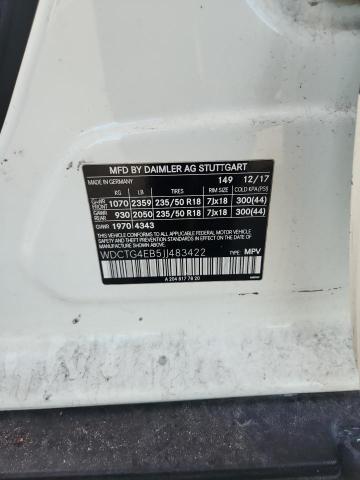 MFD BY DAIMLER AG STUTTGART
MADE IN GERMANY 149 12/17
KG LB TIRES RIM SIZE COLD KPA (PSI)
GAWR FRONT 1070 2359 235/50 R18 7Jx18 300(44)
GAWR REAR 930 2050 235/50 R18 7Jx18 300(44)
GVWR 1970 4343
THIS VEHICLE CONFORMS TO ALL APPLICABLE FEDERAL MOTOR
VEHICLE SAFETY, BUMPER, AND THEFT PREVENTION STANDARDS IN
EFFECT ON THE DATE OF MANUFACTURE SHOWN ABOVE.
WDCTG4EB5JJ483422 TYPE: MPV
A 204 817 78 20